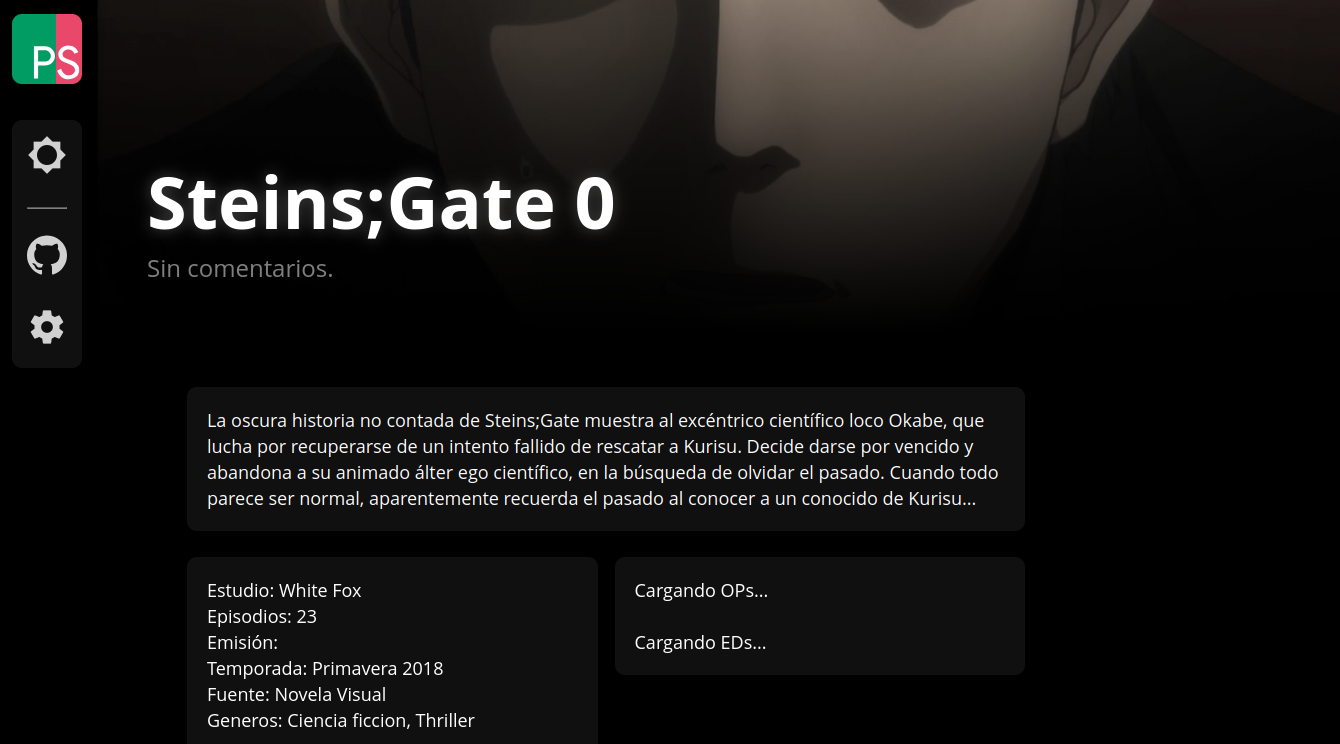 PS
Steins;Gate 0
Sin comentarios.
La oscura historia no contada de Steins;Gate muestra al excéntrico científico loco Okabe, que
lucha por recuperarse de un intento fallido de rescatar a Kurisu. Decide darse por vencido y
abandona a su animado álter ego científico, en la búsqueda de olvidar el pasado. Cuando todo
parece ser normal, aparentemente recuerda el pasado al conocer a un conocido de Kurisu...
Estudio: White Fox
Episodios: 23
Emisión:
Temporada: Primavera 2018
Fuente: Novela Visual
Generos: Ciencia ficcion, Thriller
Cargando OPs...
Cargando EDs...